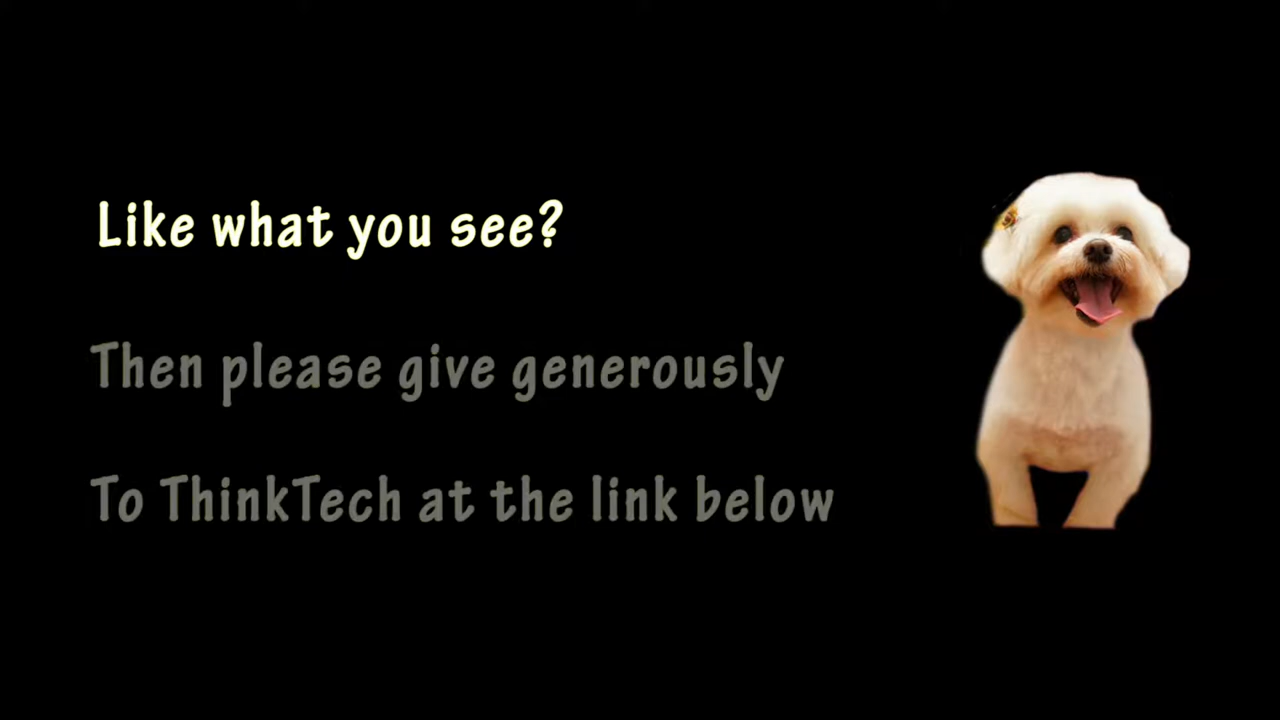 Like what you see?
Then please give generously
To ThinkTech at the link below